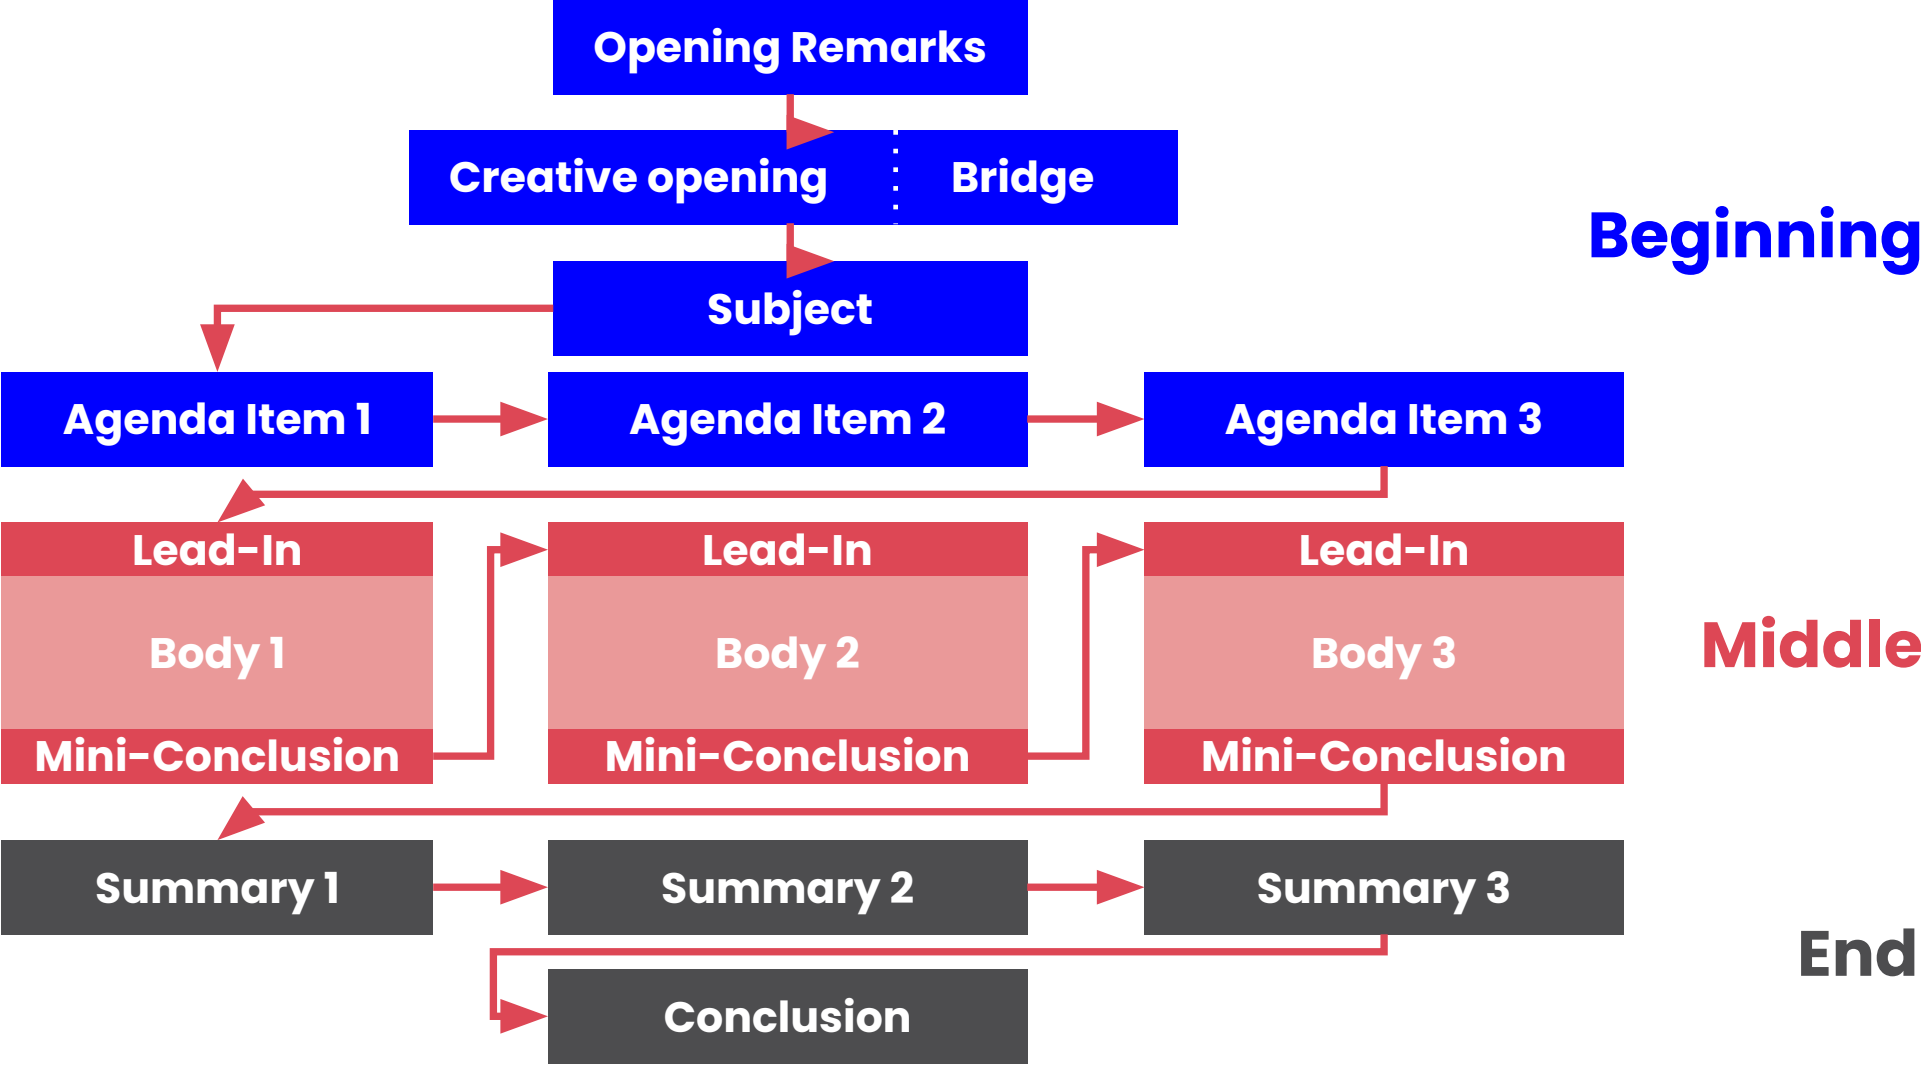 Opening Remarks
Creative opening
Bridge
Beginning
Subject
Agenda Item 1
Agenda Item 2
Agenda Item 3
Lead-In
Lead-In
Lead-In
Body 1
Body 2
Body 3
Middle
Mini-Conclusion
Mini-Conclusion
Mini-Conclusion
Summary 1
Summary 2
Summary 3
End
Conclusion